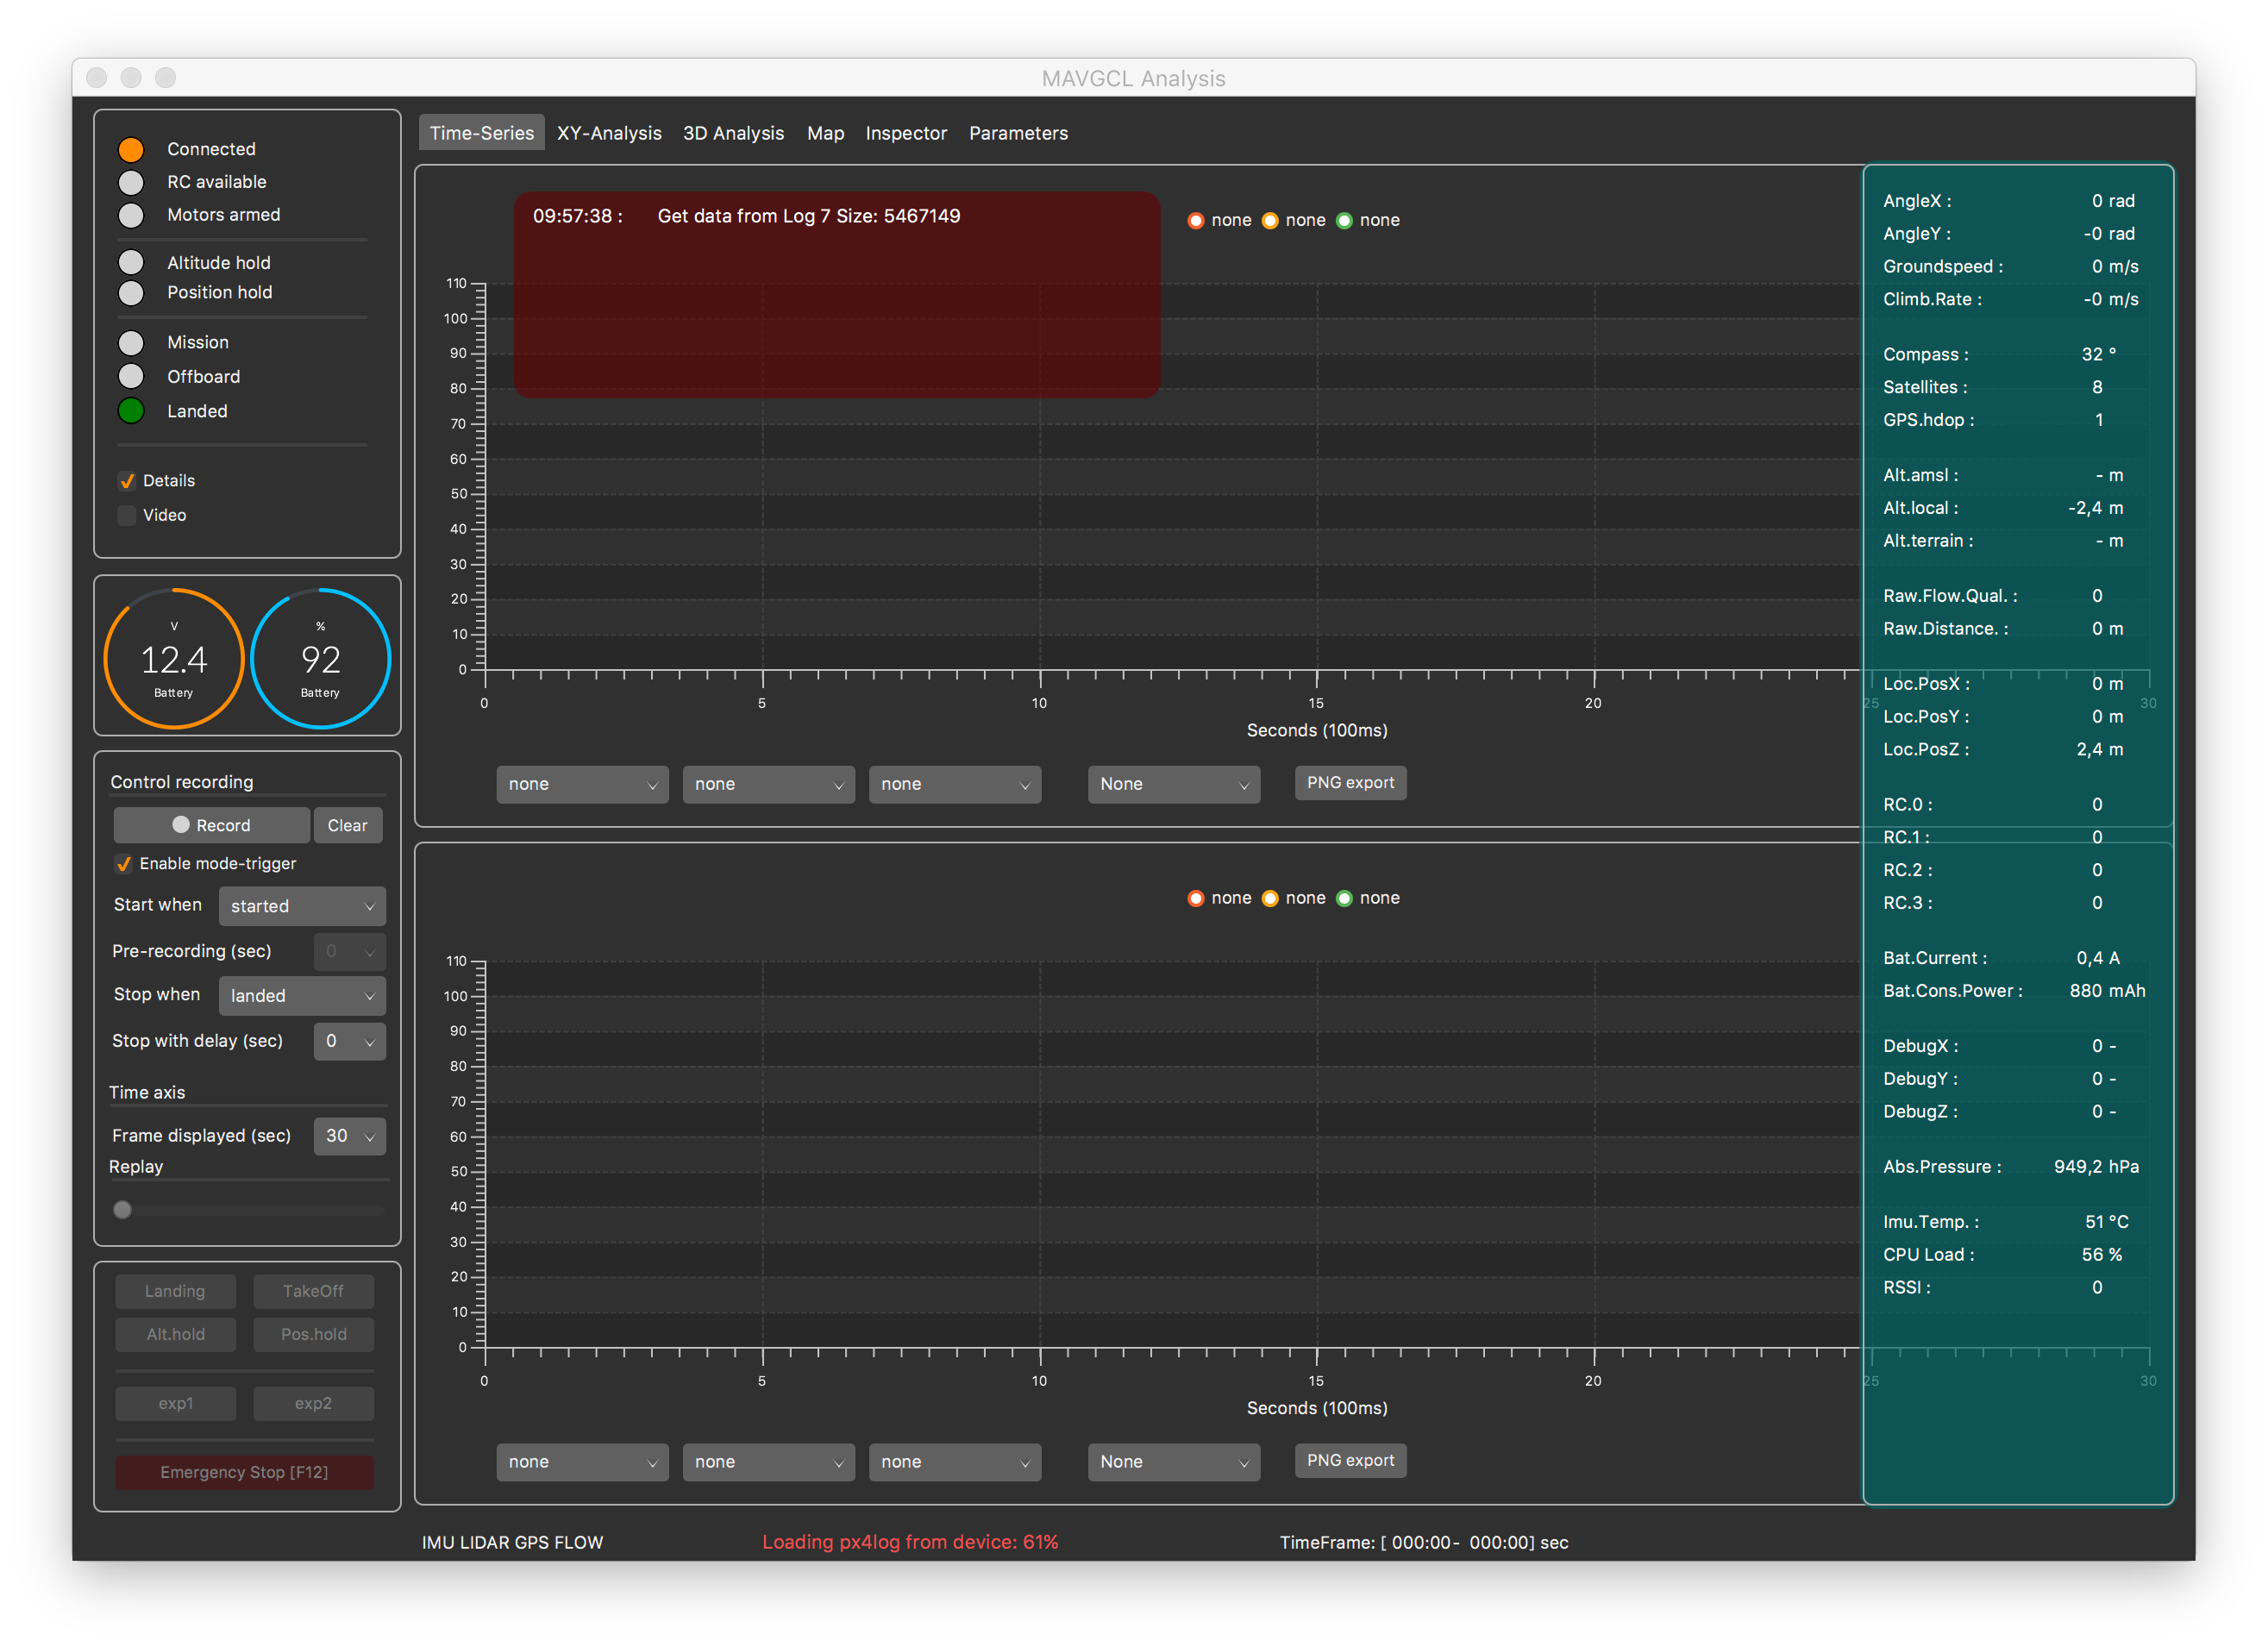 MAVGCL Analysis
Connected
RC available
Motors armed
Altitude hold
Position hold
Mission
Offboard
Landed
Details
Video
V
12.4
Battery
%
92
Battery
Control recording
Record Clear
Enable mode-trigger
Start when started
Pre-recording (sec) 0
Stop when landed
Stop with delay (sec) 0
Time axis
Frame displayed (sec) 30
Replay
Landing TakeOff
Alt.hold Pos.hold
exp1 exp2
Emergency Stop [F12]
Time-Series XY-Analysis 3D Analysis Map Inspector Parameters
09:57:38 : Get data from Log 7 Size: 5467149
none none none
110
100
90
80
70
60
50
40
30
20
10
0
0 5 10 15 20 25 30
Seconds (100ms)
none none none None PNG export
none none none
110
100
90
80
70
60
50
40
30
20
10
0
0 5 10 15 20 25 30
Seconds (100ms)
none none none None PNG export
AngleX : 0 rad
AngleY : -0 rad
Groundspeed : 0 m/s
Climb.Rate : -0 m/s
Compass : 32 °
Satellites : 8
GPS.hdop : 1
Alt.amsl : - m
Alt.local : -2,4 m
Alt.terrain : - m
Raw.Flow.Qual. : 0
Raw.Distance. : 0 m
Loc.PosX : 0 m
Loc.PosY : 0 m
Loc.PosZ : 2,4 m
RC.0 : 0
RC.1 : 0
RC.2 : 0
RC.3 : 0
Bat.Current : 0,4 A
Bat.Cons.Power : 880 mAh
DebugX : 0 -
DebugY : 0 -
DebugZ : 0 -
Abs.Pressure : 949,2 hPa
Imu.Temp. : 51 °C
CPU Load : 56 %
RSSI : 0
IMU LIDAR GPS FLOW Loading px4log from device: 61% TimeFrame: [ 000:00- 000:00] sec